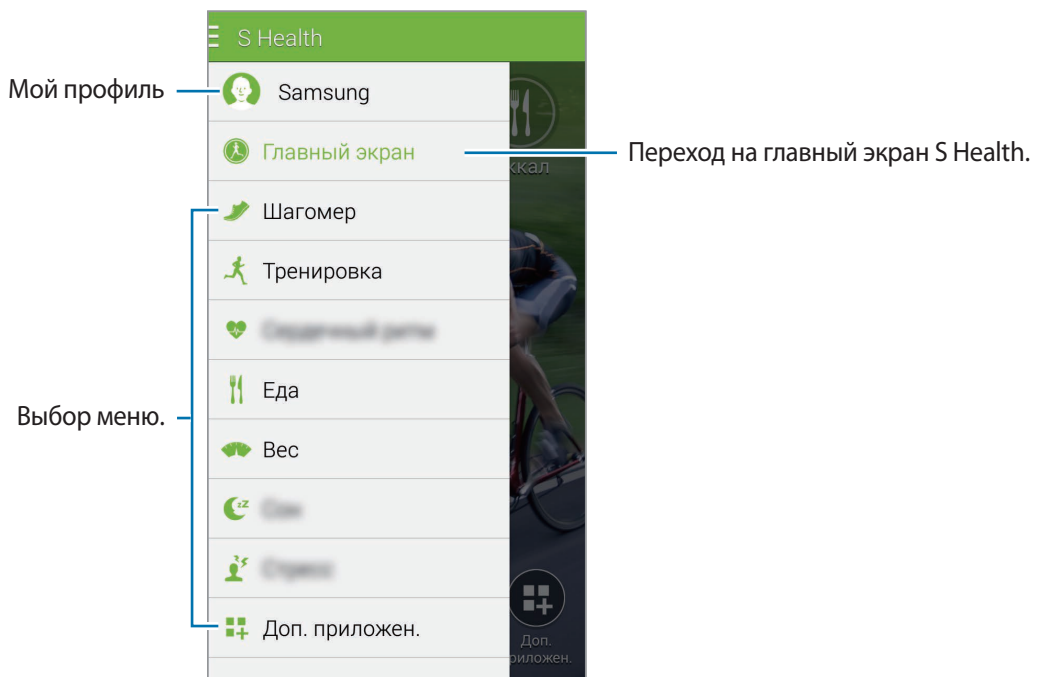 S Health
Мой профиль
Samsung
Главный экран
Переход на главный экран S Health.
ккал
Шагомер
Тренировка
Еда
Выбор меню.
Вес
Доп. приложен.
Доп.
риложен.